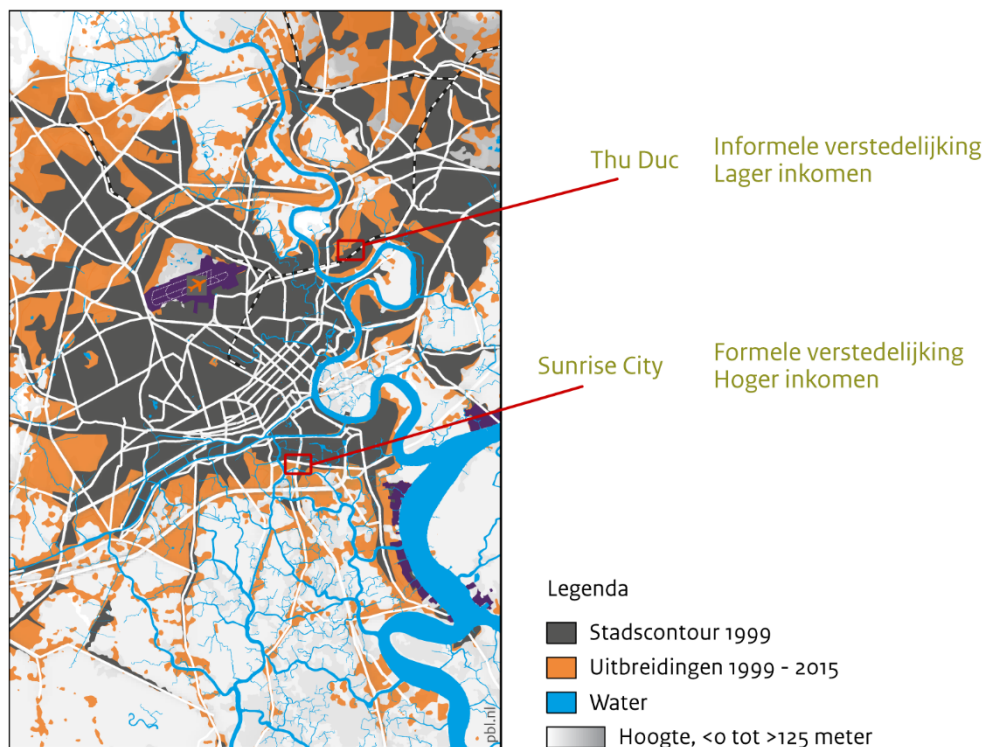 Thu Duc
Informele verstedelijking
Lager inkomen
Sunrise City
Formele verstedelijking
Hoger inkomen
Legenda
Stadscontour 1999
Uitbreidingen 1999 - 2015
Water
Hoogte, <0 tot >125 meter
pbl.nl